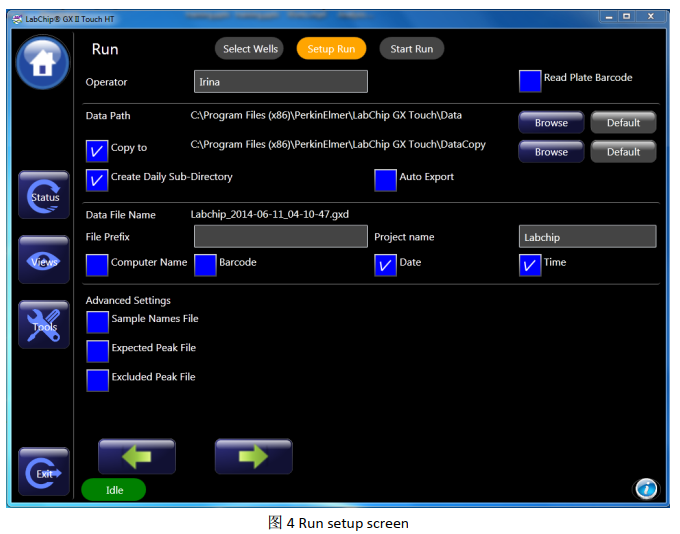 LabChip® GX II Touch HT
Run
Select Wells
Setup Run
Start Run
Operator
Irina
Read Plate Barcode
Data Path
C:\Program Files (x86)\PerkinElmer\LabChip GX Touch\Data
Browse
Default
Copy to
C:\Program Files (x86)\PerkinElmer\LabChip GX Touch\DataCopy
Browse
Default
Create Daily Sub-Directory
Auto Export
Status
Data File Name
Labchip_2014-06-11_04-10-47.gxd
File Prefix
Project name
Labchip
Views
Computer Name
Barcode
Date
Time
Advanced Settings
Sample Names File
Tools
Expected Peak File
Excluded Peak File
Exit
Idle
图 4 Run setup screen